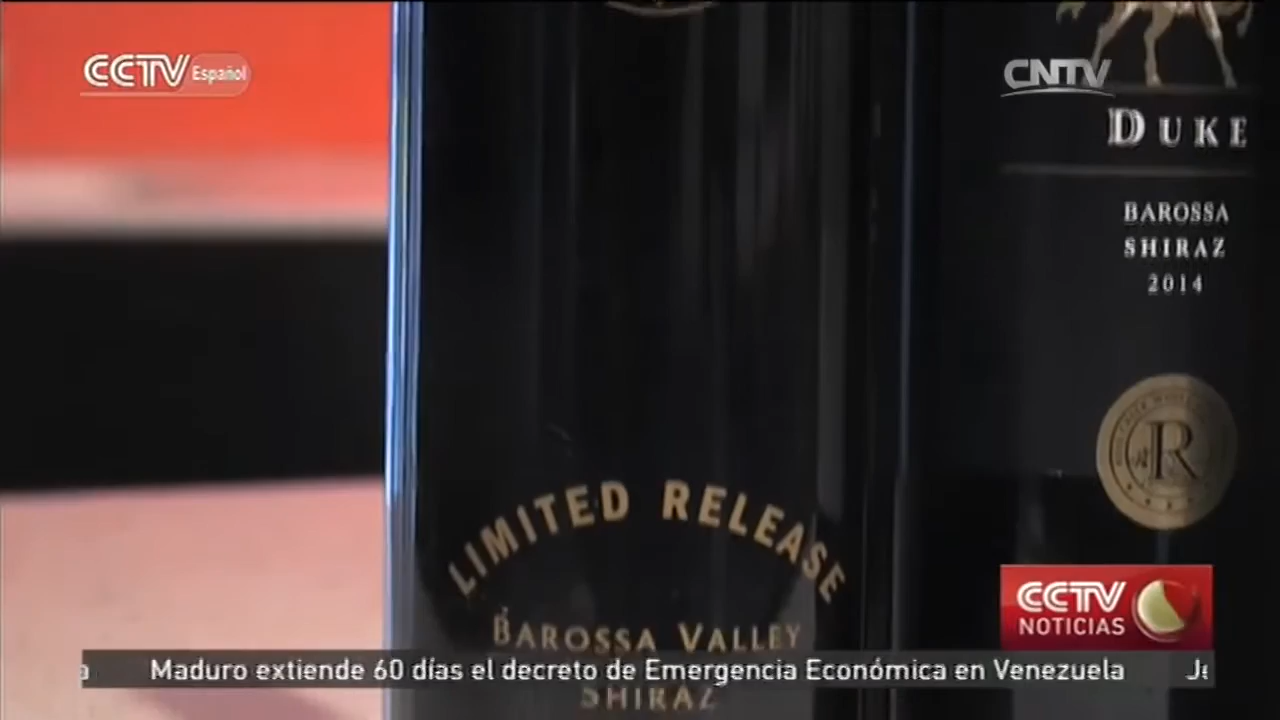 CCTV Español
CNTV
DUKE
BAROSSA
SHIRAZ
2014
R
LIMITED RELEASE
BAROSSA VALLEY
SHIRAZ
CCTV
NOTICIAS
a Maduro extiende 60 días el decreto de Emergencia Económica en Venezuela